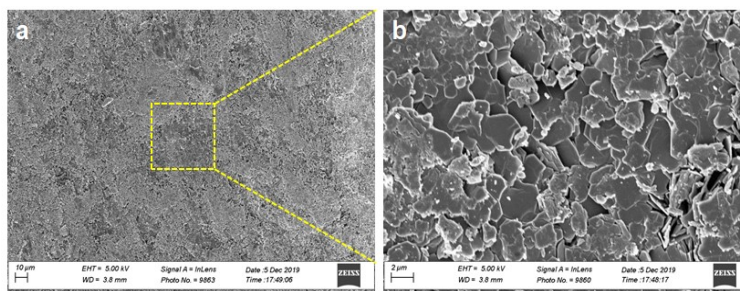 a
b
10 µm
EHT = 5.00 kV
WD = 3.8 mm
Signal A = InLens
Photo No. = 9863
Date :5 Dec 2019
Time :17:49:06
ZEISS
2 µm
EHT = 5.00 kV
WD = 3.8 mm
Signal A = InLens
Photo No. = 9860
Date :5 Dec 2019
Time :17:48:17
ZEISS